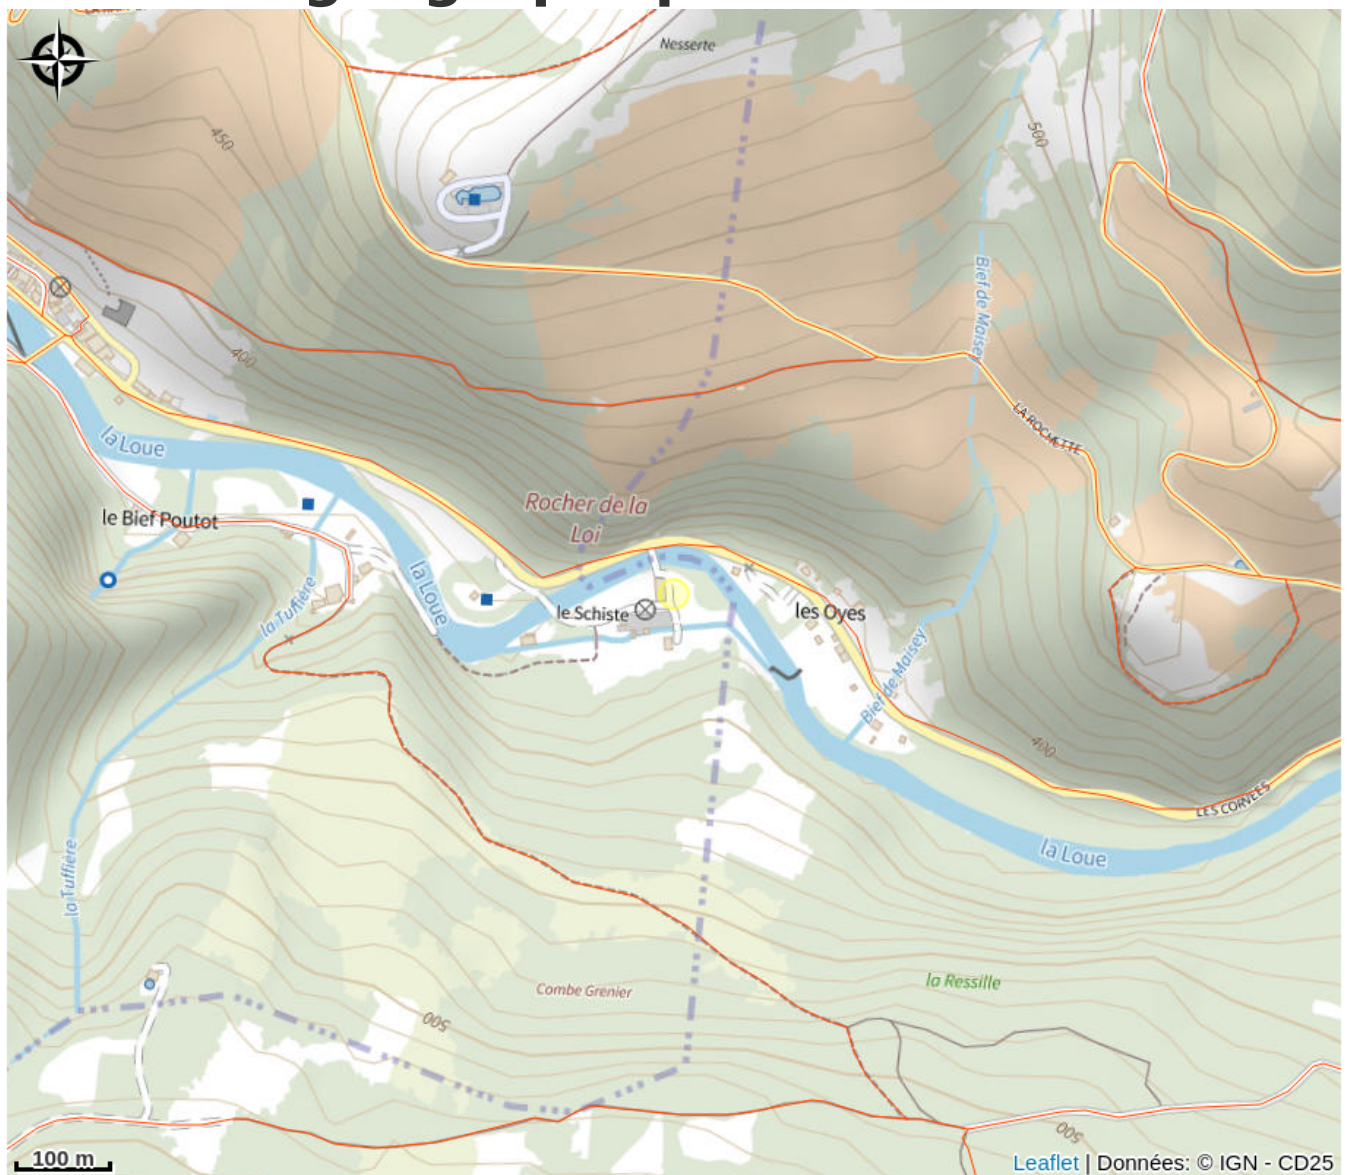 Nesserte
450
500
Bief de Maisey
400
LA ROCHETTE
la Loue
Rocher de la
Loi
le Bief Poutot
la Loue
la Tuffière
le Schiste
les Oyes
Bief de Maisey
400
LES CORVÉES
la Loue
la Tuffière
la Ressille
Combe Grenier
500
500
100 m
Leaflet | Données: © IGN - CD25